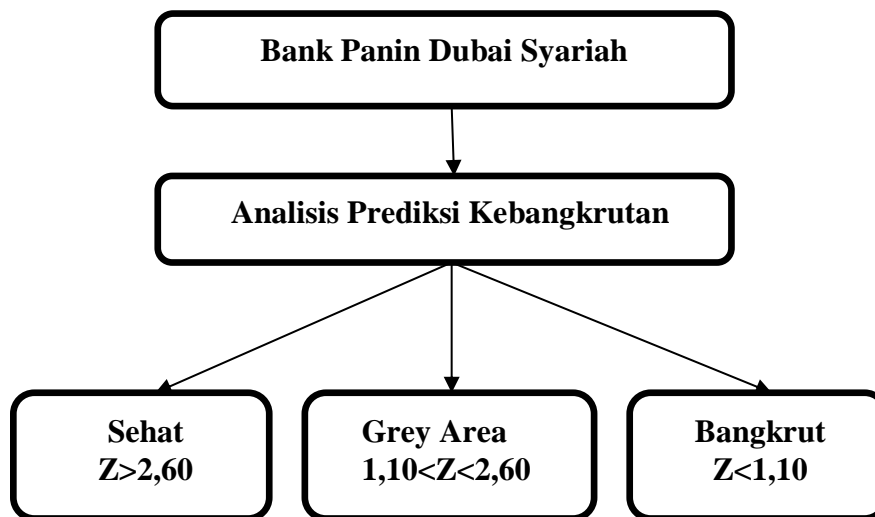 Bank Panin Dubai Syariah
Analisis Prediksi Kebangkrutan
Sehat
Z>2,60
Grey Area
1,10<Z<2,60
Bangkrut
Z<1,10